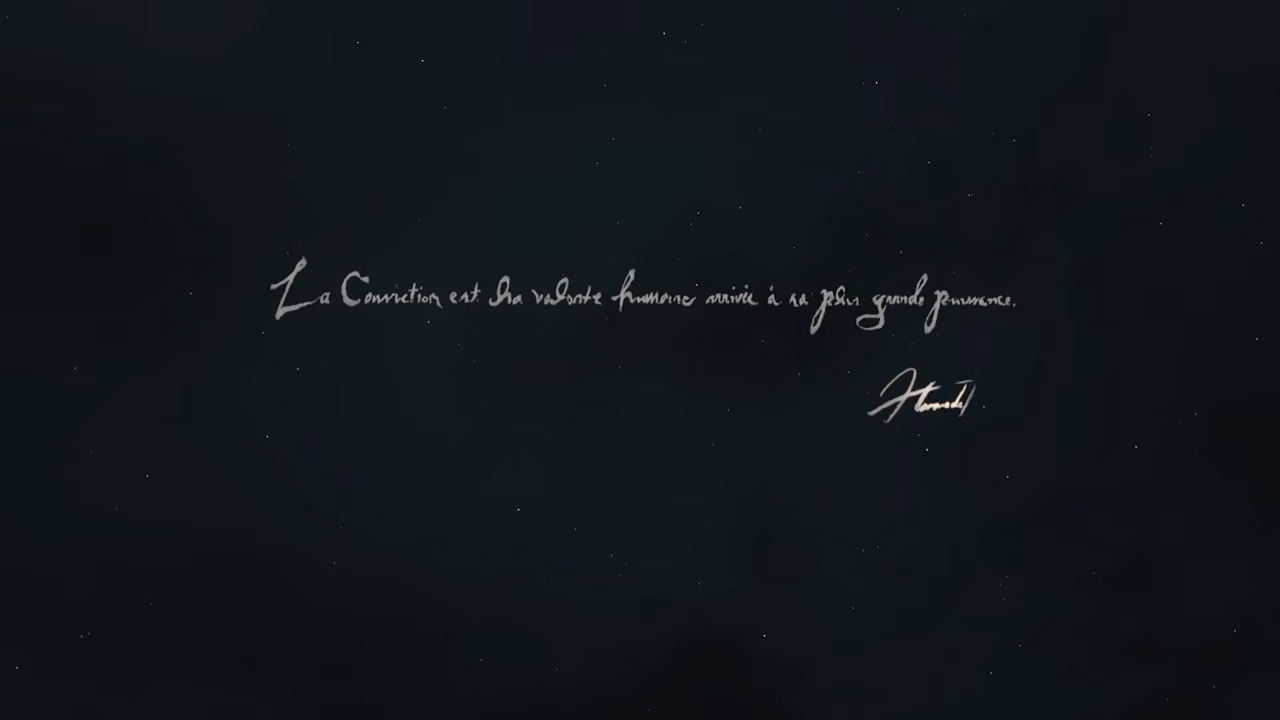 La Conviction est la volonté humaine arrivée à sa plus grande puissance.